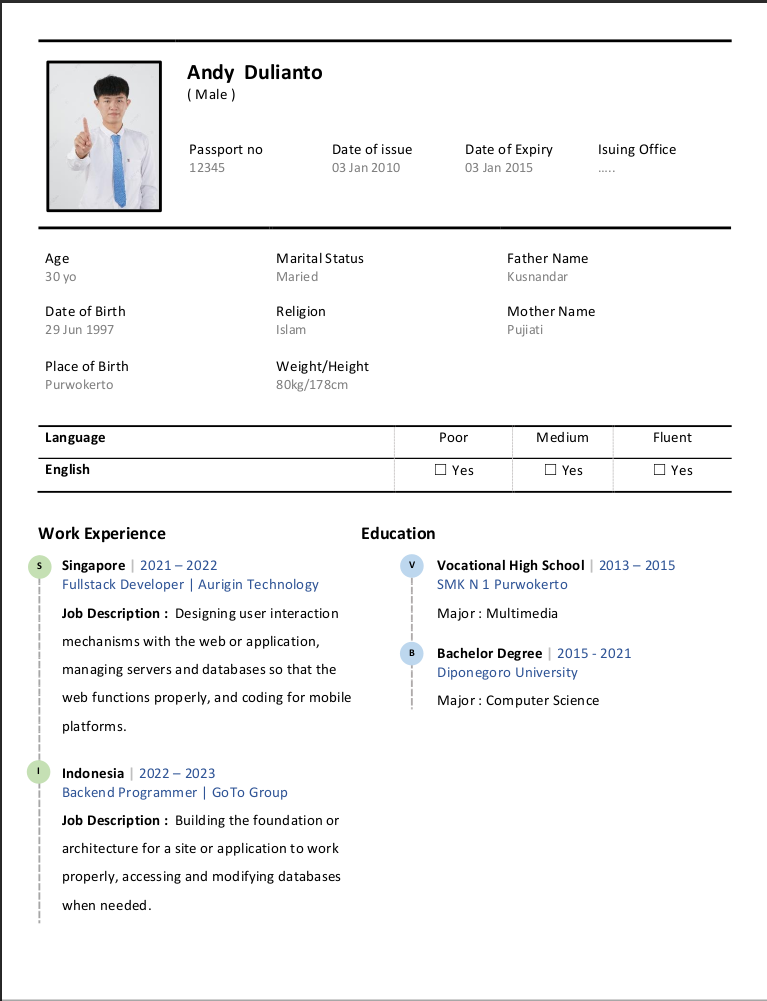 Andy Dulianto
( Male )
Passport no Date of issue Date of Expiry Isuing Office
12345 03 Jan 2010 03 Jan 2015 .....
Age Marital Status Father Name
30 yo Maried Kusnandar
Date of Birth Religion Mother Name
29 Jun 1997 Islam Pujiati
Place of Birth Weight/Height
Purwokerto 80kg/178cm
Language Poor Medium Fluent
English ☐ Yes ☐ Yes ☐ Yes
Work Experience
S Singapore | 2021 – 2022
Fullstack Developer | Aurigin Technology
Job Description : Designing user interaction
mechanisms with the web or application,
managing servers and databases so that the
web functions properly, and coding for mobile
platforms.
I Indonesia | 2022 – 2023
Backend Programmer | GoTo Group
Job Description : Building the foundation or
architecture for a site or application to work
properly, accessing and modifying databases
when needed.
Education
V Vocational High School | 2013 – 2015
SMK N 1 Purwokerto
Major : Multimedia
B Bachelor Degree | 2015 - 2021
Diponegoro University
Major : Computer Science